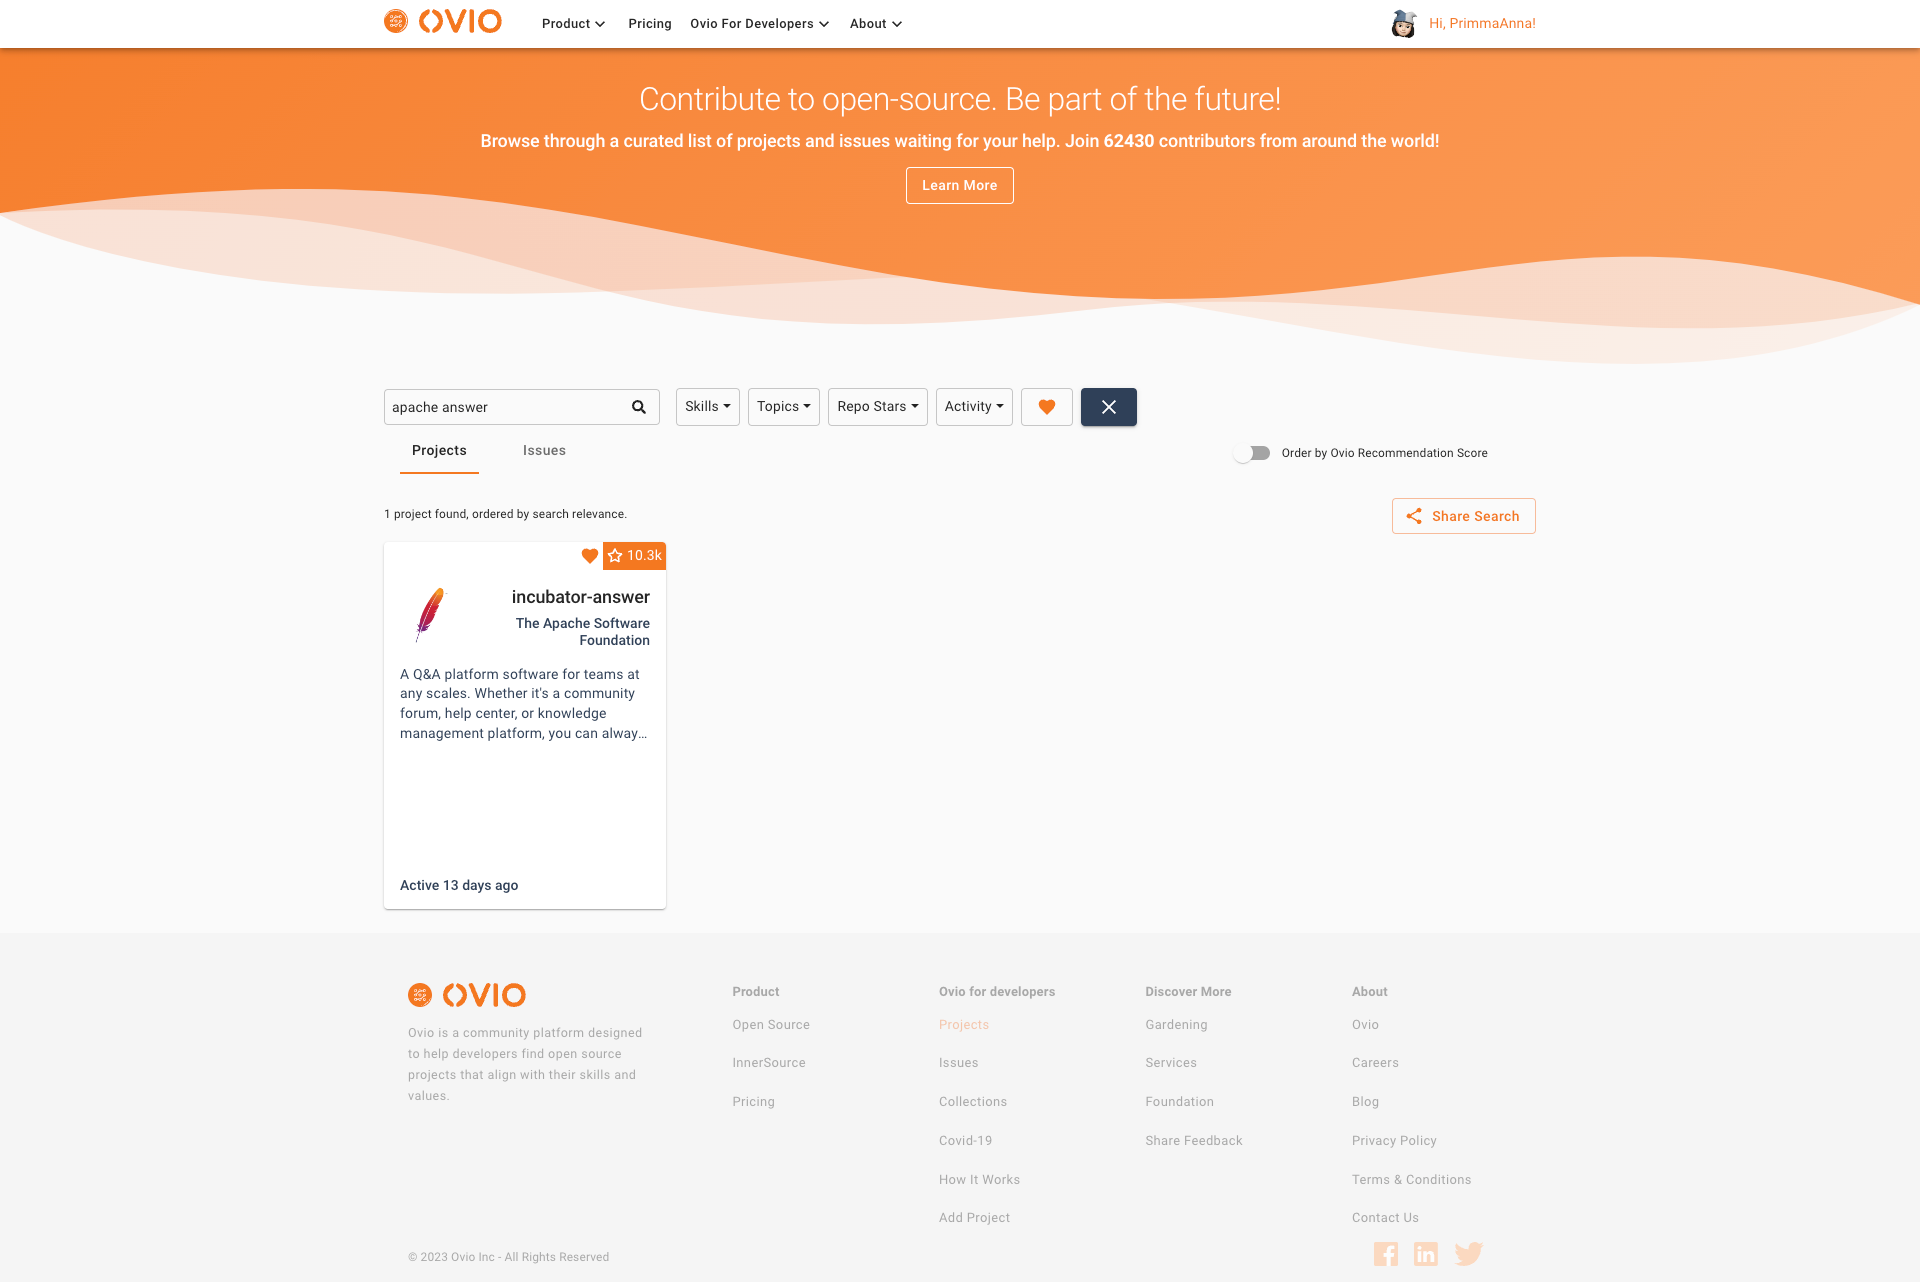 OVIO
Product
Pricing
Ovio For Developers
About
Hi, PrimmaAnna!
Contribute to open-source. Be part of the future!
Browse through a curated list of projects and issues waiting for your help. Join 62430 contributors from around the world!
Learn More
apache answer
Skills
Topics
Repo Stars
Activity
Projects
Issues
Order by Ovio Recommendation Score
1 project found, ordered by search relevance.
Share Search
10.3k
incubator-answer
The Apache Software
Foundation
A Q&A platform software for teams at
any scales. Whether it's a community
forum, help center, or knowledge
management platform, you can alway…
Active 13 days ago
OVIO
Ovio is a community platform designed
to help developers find open source
projects that align with their skills and
values.
Product
Open Source
InnerSource
Pricing
Ovio for developers
Projects
Issues
Collections
Covid-19
How It Works
Add Project
Discover More
Gardening
Services
Foundation
Share Feedback
About
Ovio
Careers
Blog
Privacy Policy
Terms & Conditions
Contact Us
© 2023 Ovio Inc - All Rights Reserved